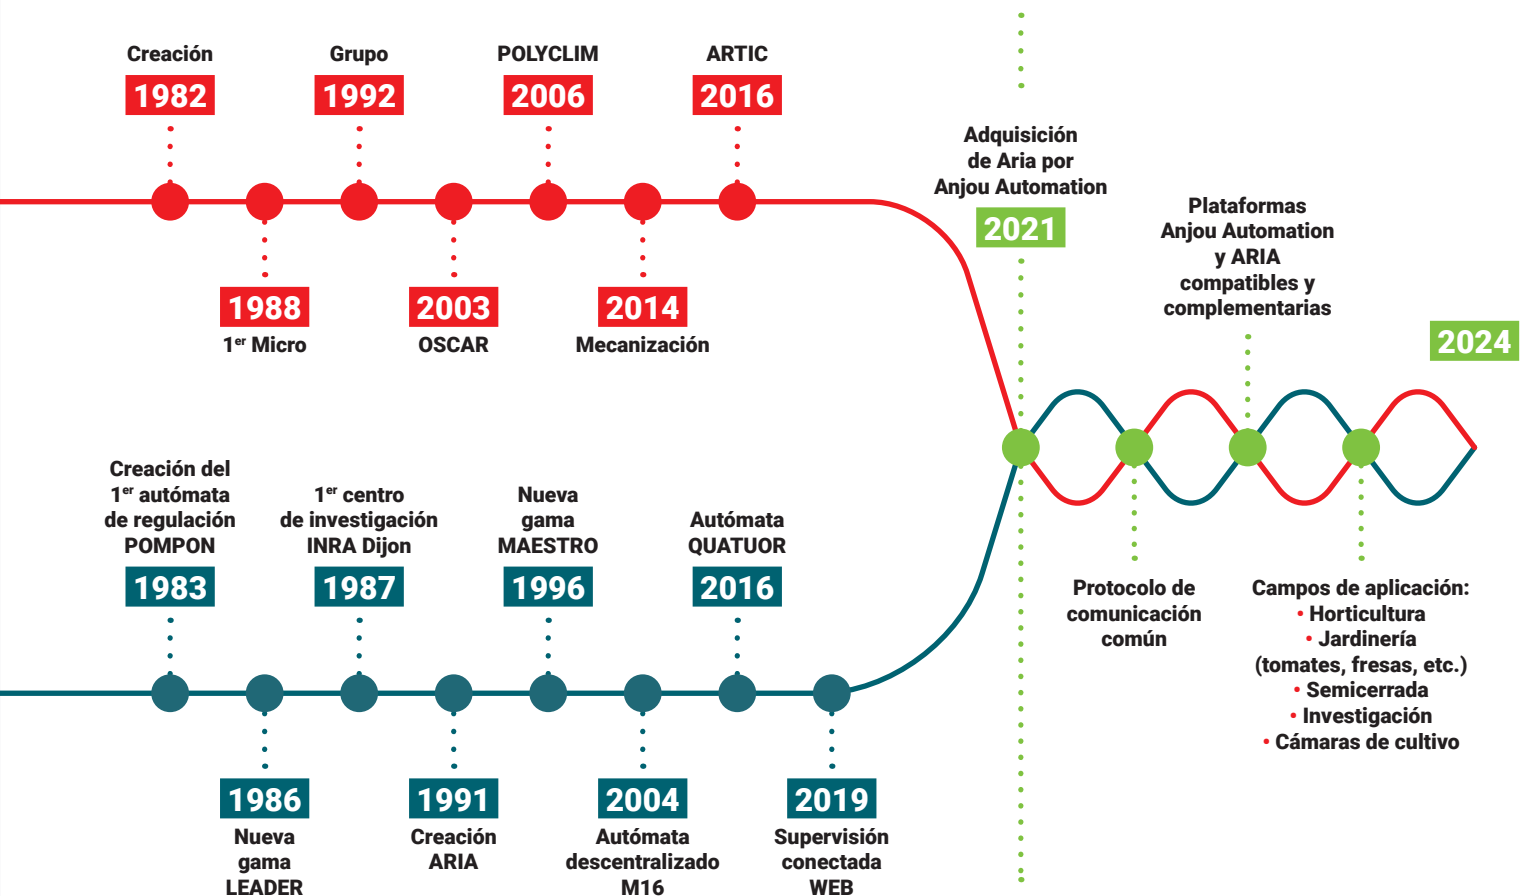 Creación
1982
Grupo
1992
POLYCLIM
2006
ARTIC
2016
1988
1er Micro
2003
OSCAR
2014
Mecanización
Creación del
1er autómata
de regulación
POMPON
1983
1er centro
de investigación
INRA Dijon
1987
Nueva
gama
MAESTRO
1996
Autómata
QUATUOR
2016
1986
Nueva
gama
LEADER
1991
Creación
ARIA
2004
Autómata
descentralizado
M16
2019
Supervisión
conectada
WEB
Adquisición
de Aria por
Anjou Automation
2021
Protocolo de
comunicación
común
Plataformas
Anjou Automation
y ARIA
compatibles y
complementarias
Campos de aplicación:
• Horticultura
• Jardinería
(tomates, fresas, etc.)
• Semicerrada
• Investigación
• Cámaras de cultivo
2024